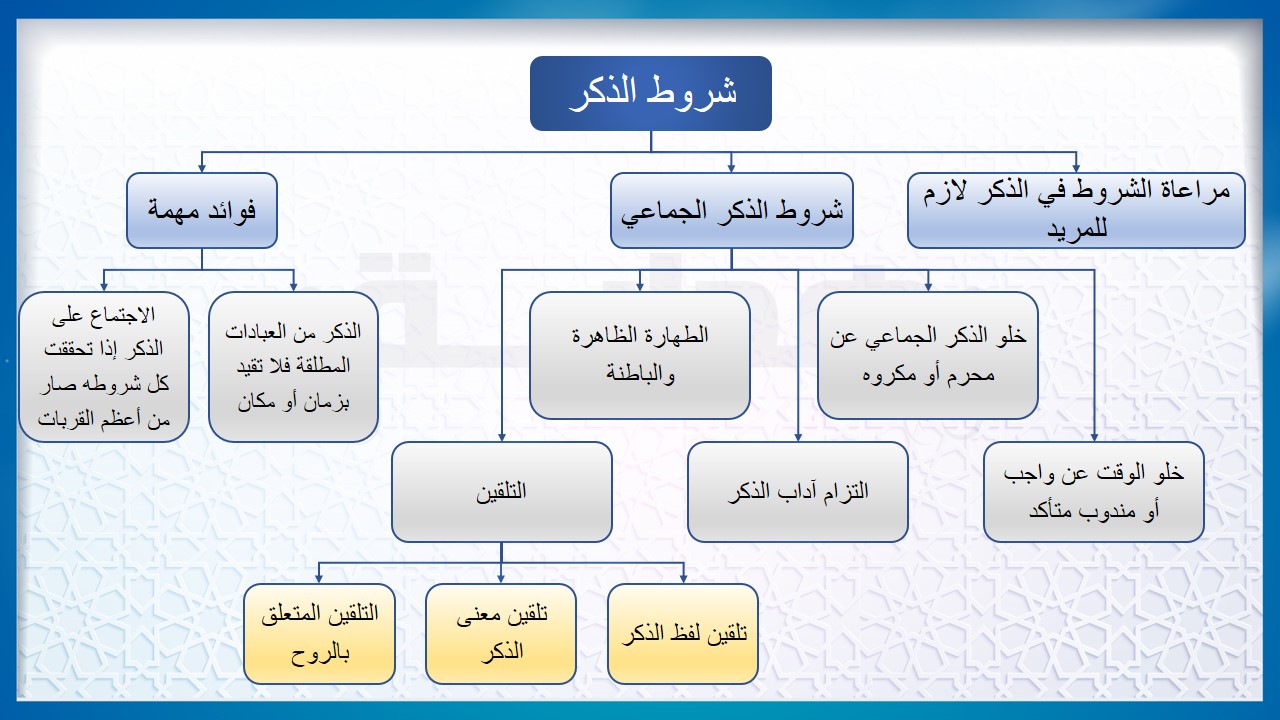 شروط الذكر
مراعاة الشروط في الذكر لازم
للمريد
شروط الذكر الجماعي
فوائد مهمة
خلو الذكر الجماعي عن
محرم أو مكروه
الطهارة الظاهرة
والباطنة
الذكر من العبادات
المطلقة فلا تقيد
بزمان أو مكان
الاجتماع على
الذكر إذا تحققت
كل شروطه صار
من أعظم القربات
خلو الوقت عن واجب
أو مندوب متأكد
التزام آداب الذكر
التلقين
تلقين لفظ الذكر
تلقين معنى
الذكر
التلقين المتعلق
بالروح